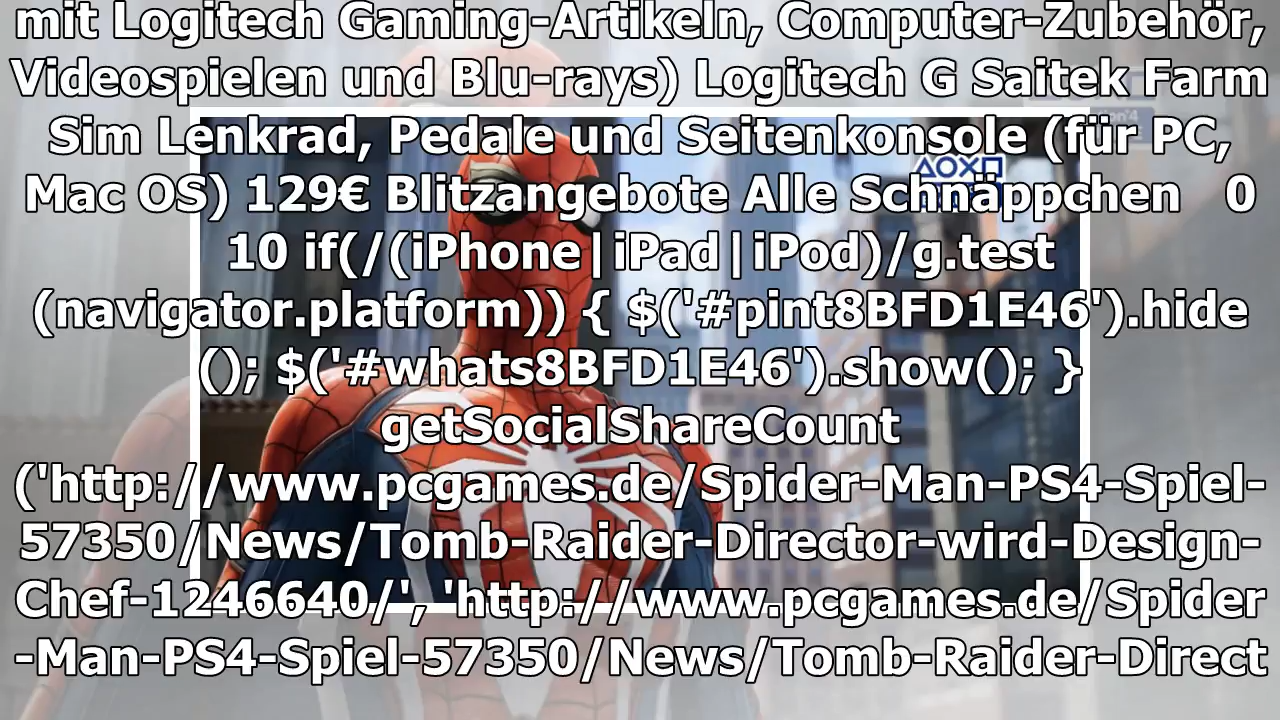 mit Logitech Gaming-Artikeln, Computer-Zubehör,
Videospielen und Blu-rays) Logitech G Saitek Farm
Sim Lenkrad, Pedale und Seitenkonsole (für PC,
Mac OS) 129€ Blitzangebote Alle Schnäppchen   0
10 if(/(iPhone|iPad|iPod)/g.test
(navigator.platform)) { $('#pint8BFD1E46').hide
(); $('#whats8BFD1E46').show(); }
getSocialShareCount
('http://www.pcgames.de/Spider-Man-PS4-Spiel-
57350/News/Tomb-Raider-Director-wird-Design-
Chef-1246640/', 'http://www.pcgames.de/Spider
-Man-PS4-Spiel-57350/News/Tomb-Raider-Direct